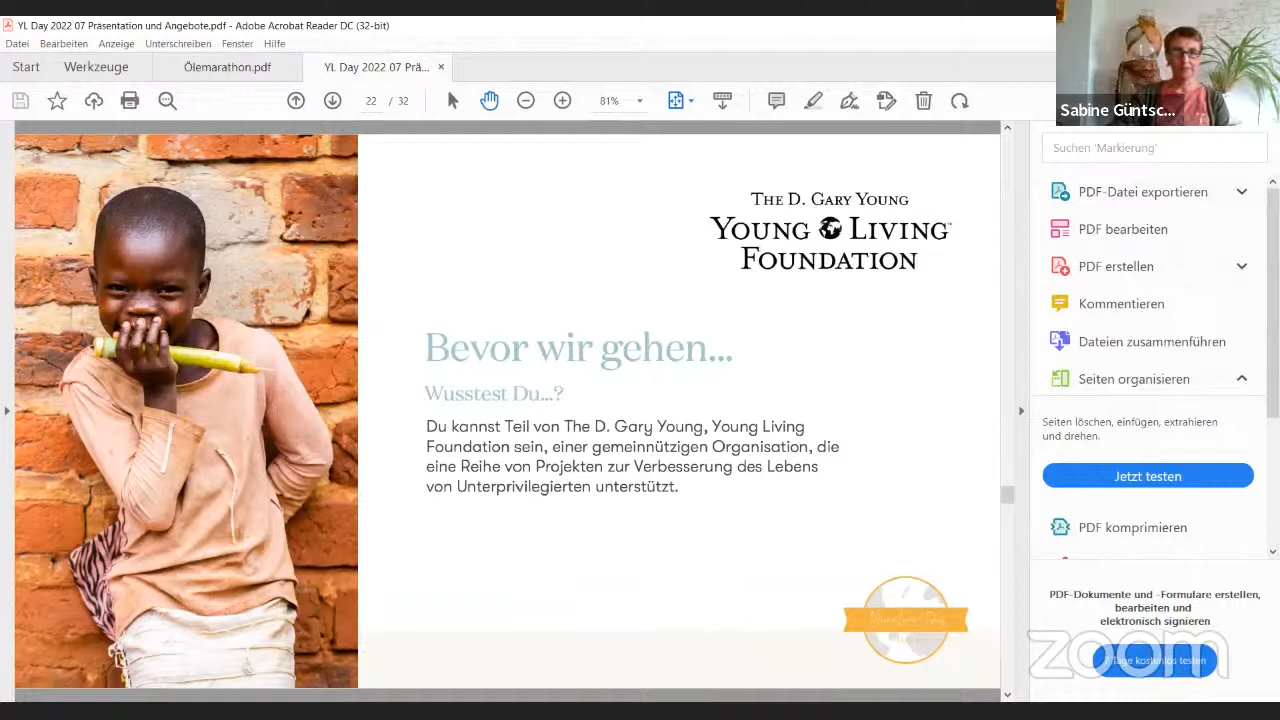 YL Day 2022 07 Präsentation und Angebote.pdf - Adobe Acrobat Reader DC (32-bit)
Datei Bearbeiten Anzeige Unterschreiben Fenster Hilfe
Start Werkzeuge Ölemarathon.pdf YL Day 2022 07 Prä... ×
22 / 32 81%
Sabine Güntsc...
THE D. GARY YOUNG
YOUNG LIVING™
FOUNDATION
Bevor wir gehen...
Wusstest Du...?
Du kannst Teil von The D. Gary Young, Young Living
Foundation sein, einer gemeinnützigen Organisation, die
eine Reihe von Projekten zur Verbesserung des Lebens
von Unterprivilegierten unterstützt.
Suchen 'Markierung'
PDF-Datei exportieren
PDF bearbeiten
PDF erstellen
Kommentieren
Dateien zusammenführen
Seiten organisieren
Seiten löschen, einfügen, extrahieren
und drehen.
Jetzt testen
PDF komprimieren
PDF-Dokumente und -Formulare erstellen,
bearbeiten und
elektronisch signieren
7 Tage kostenlos testen
zoom